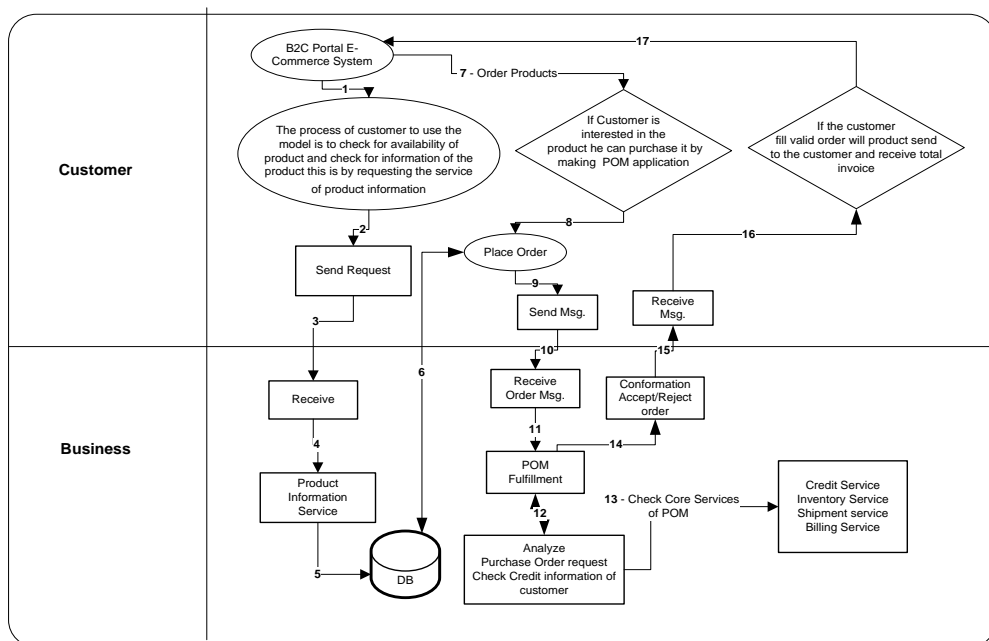 Customer
B2C Portal E-
Commerce System
17
7 - Order Products
1
The process of customer to use the
model is to check for availability of
product and check for information of the
product this is by requesting the service
of product information
If Customer is
interested in the
product he can purchase it by
making POM application
If the customer
fill valid order will product send
to the customer and receive total
invoice
2
8
16
Send Request
Place Order
9
3
Send Msg.
Receive
Msg.
10
15
Business
6
Receive
Receive
Order Msg.
Conformation
Accept/Reject
order
4
11
14
Product
Information
Service
POM
Fulfillment
12
13 - Check Core Services
of POM
Credit Service
Inventory Service
Shipment service
Billing Service
5
DB
Analyze
Purchase Order request
Check Credit information of
customer